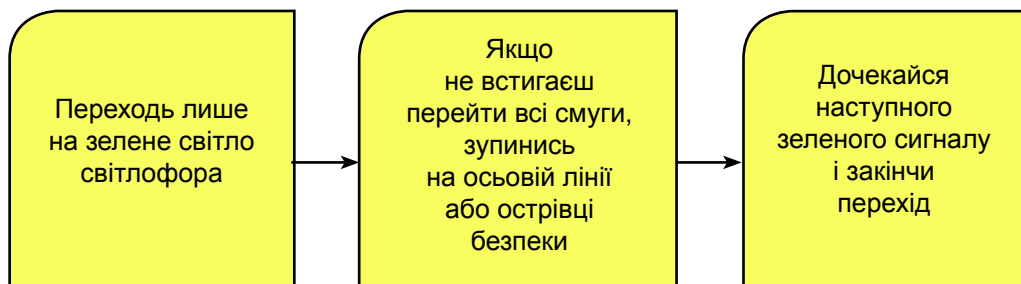 Переходь лише
на зелене світло
світлофора
Якщо
не встигаєш
перейти всі смуги,
зупинись
на осьовій лінії
або острівці
безпеки
Дочекайся
наступного
зеленого сигналу
і закінчи
перехід